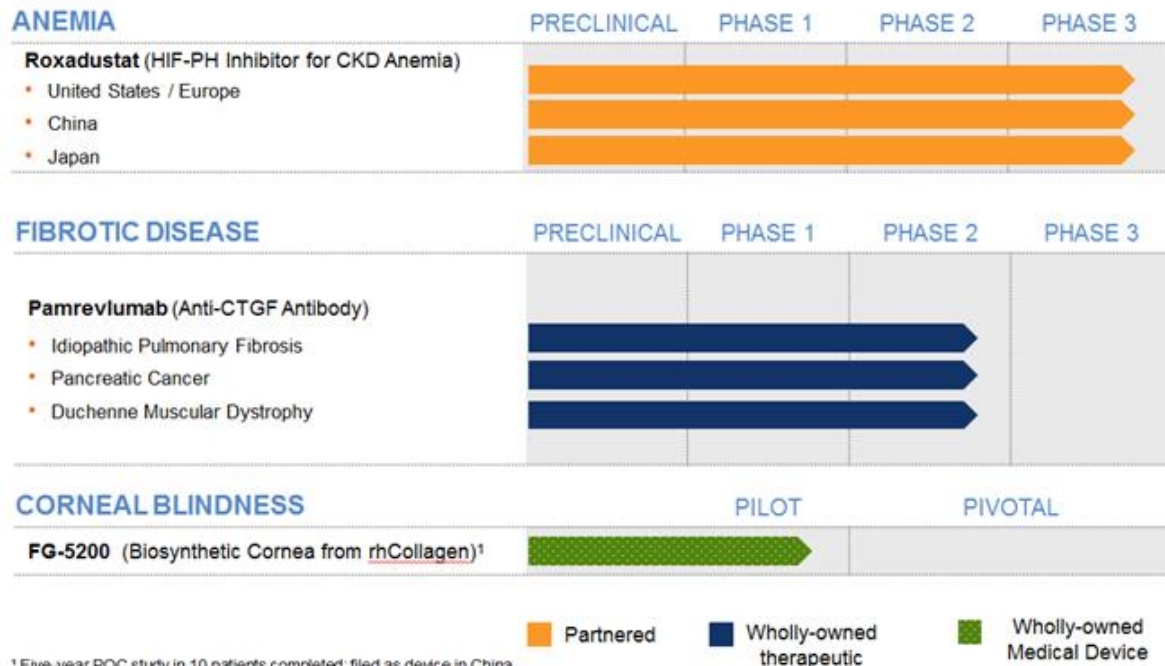 ANEMIA PRECLINICAL PHASE 1 PHASE 2 PHASE 3
Roxadustat (HIF-PH Inhibitor for CKD Anemia)
• United States / Europe
• China
• Japan
FIBROTIC DISEASE PRECLINICAL PHASE 1 PHASE 2 PHASE 3
Pamrevlumab (Anti-CTGF Antibody)
• Idiopathic Pulmonary Fibrosis
• Pancreatic Cancer
• Duchenne Muscular Dystrophy
CORNEAL BLINDNESS PILOT PIVOTAL
FG-5200 (Biosynthetic Cornea from rhCollagen)¹
Partnered
Wholly-owned
therapeutic
Wholly-owned
Medical Device
¹ Five-year POC study in 10 patients completed; filed as device in China